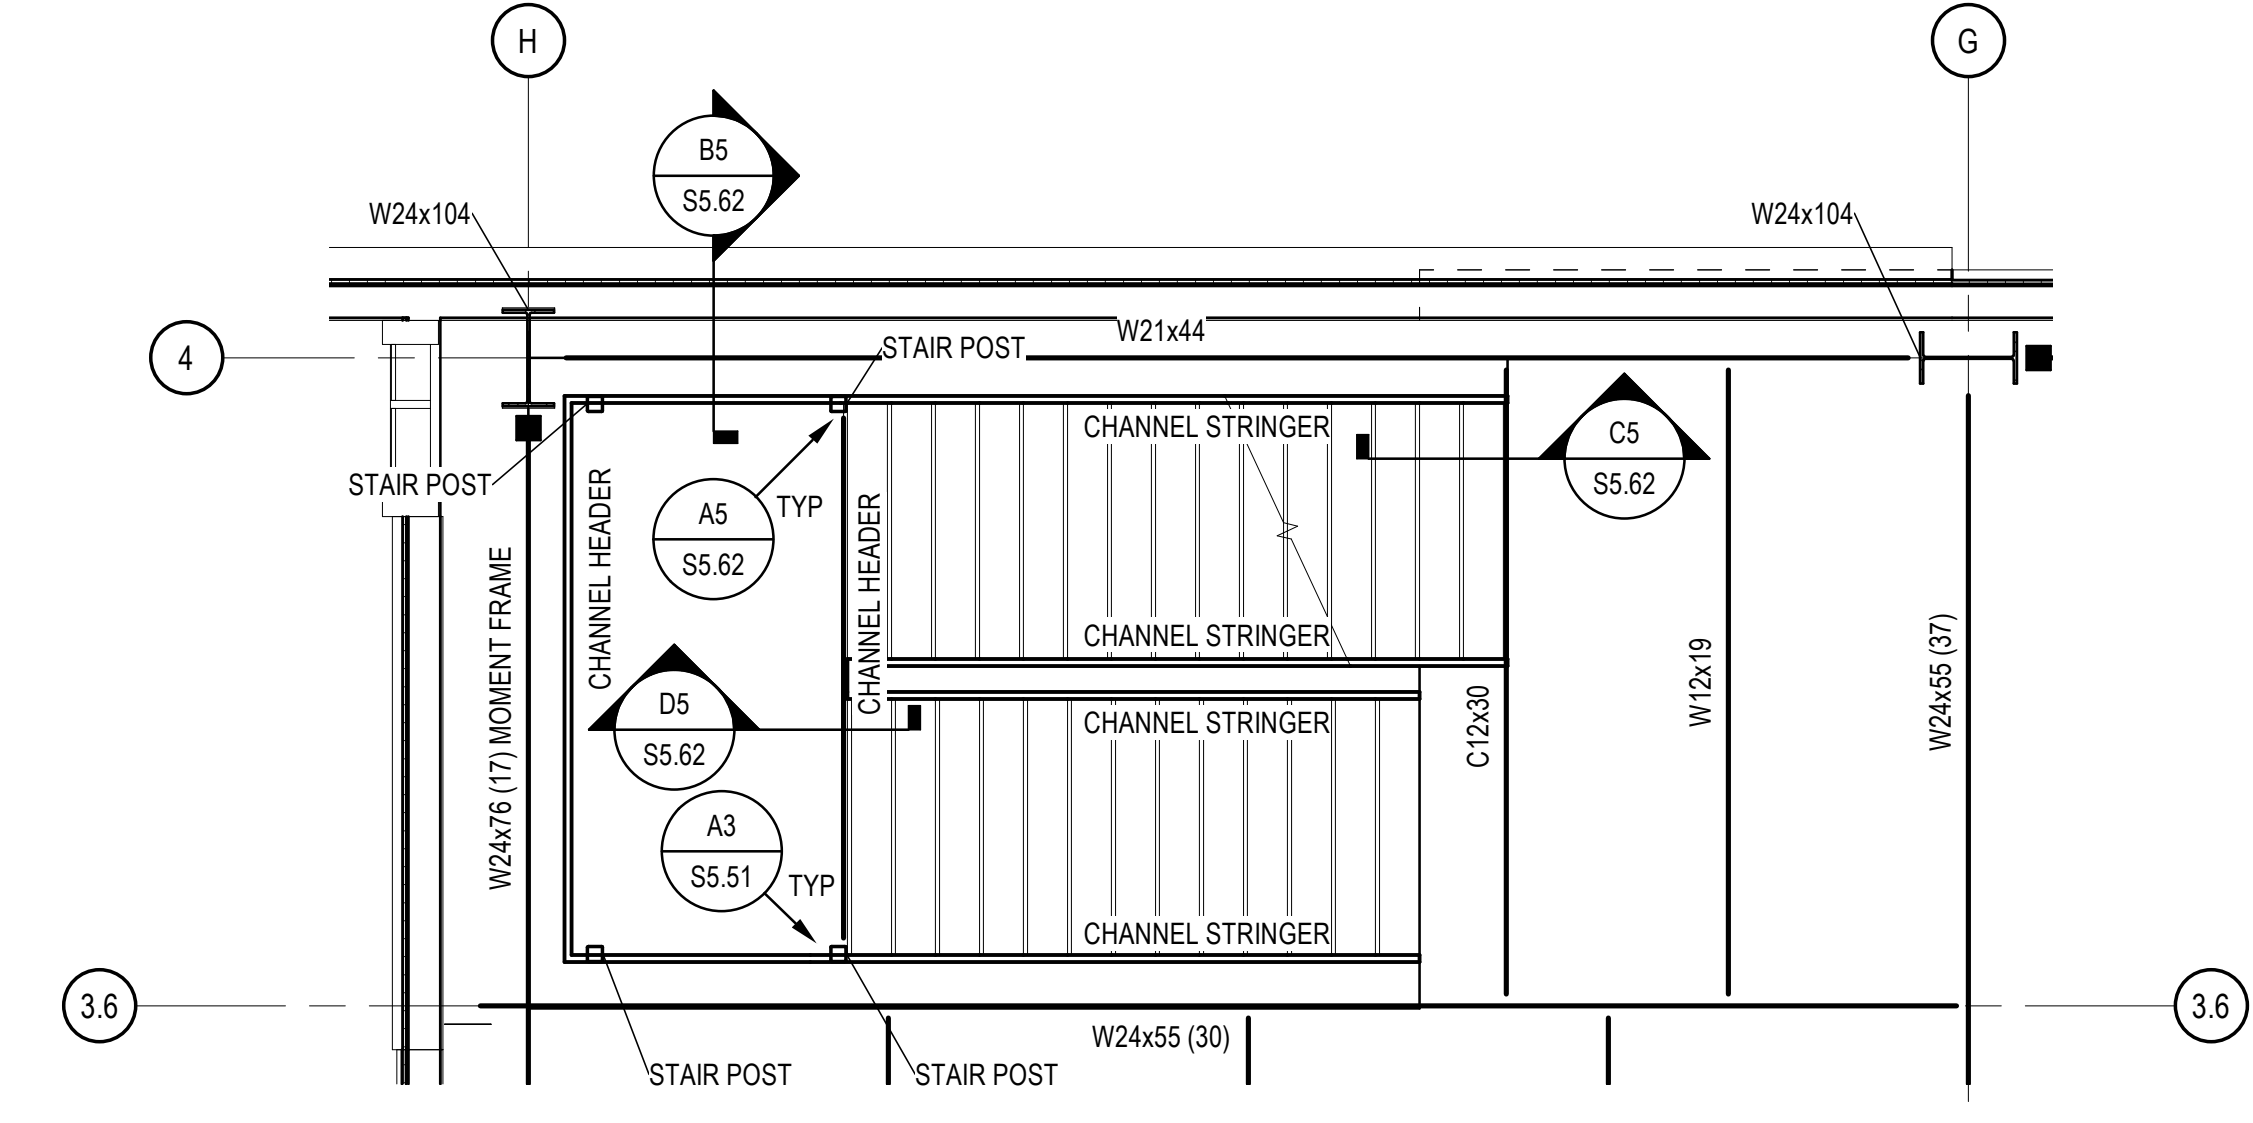 H
G
B5
S5.62
W24x104
W24x104
W21x44
4
STAIR POST
CHANNEL STRINGER
C5
S5.62
STAIR POST
A5
S5.62
TYP
CHANNEL HEADER
CHANNEL HEADER
W24x76 (17) MOMENT FRAME
CHANNEL STRINGER
D5
S5.62
CHANNEL STRINGER
C12x30
W12x19
W24x55 (37)
A3
S5.51
TYP
CHANNEL STRINGER
3.6
3.6
W24x55 (30)
STAIR POST
STAIR POST